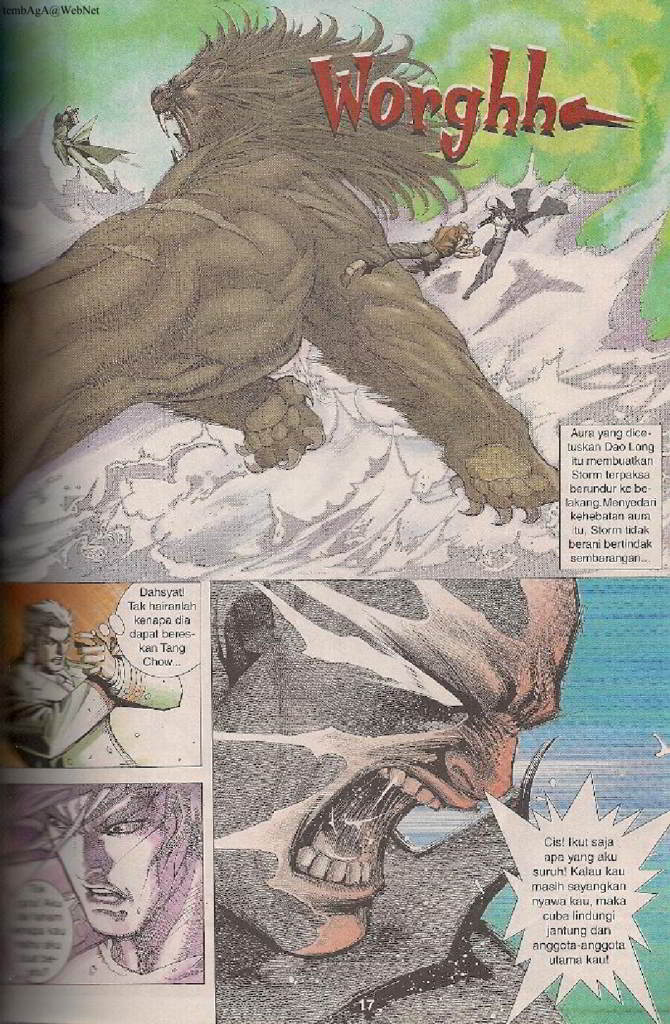 tembAgA@WebNet
Worghh
Aura yang dice-
tuskan Dao Long
itu membuatkan
Storm terpaksa
berundur ke be-
lakang.Menyedari
kehebatan aura
itu, Storm tidak
berani bertindak
sembarangan...
Dahsyat!
Tak hairanlah
kenapa dia
dapat beres-
kan Tang
Chow...
Cis! Ikut saja
apa yang aku
suruh! Kalau kau
masih sayangkan
nyawa kau, maka
cuba lindungi
jantung dan
anggota-anggota
utama kau!
17